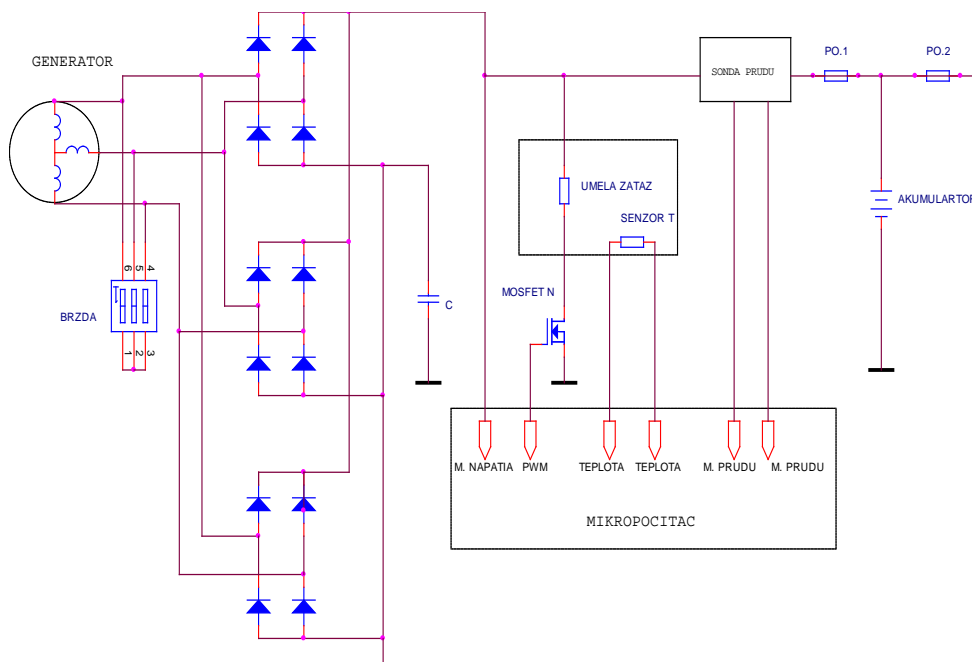 GENERATOR
SONDA PRUDU
PO.1
PO.2
UMELA ZATAZ
SENZOR T
AKUMULARTOR
MOSFET N
C
6 5 4
BRZDA
1 2 3
M. NAPATIA
PWM
TEPLOTA
TEPLOTA
M. PRUDU
M. PRUDU
MIKROPOCITAC